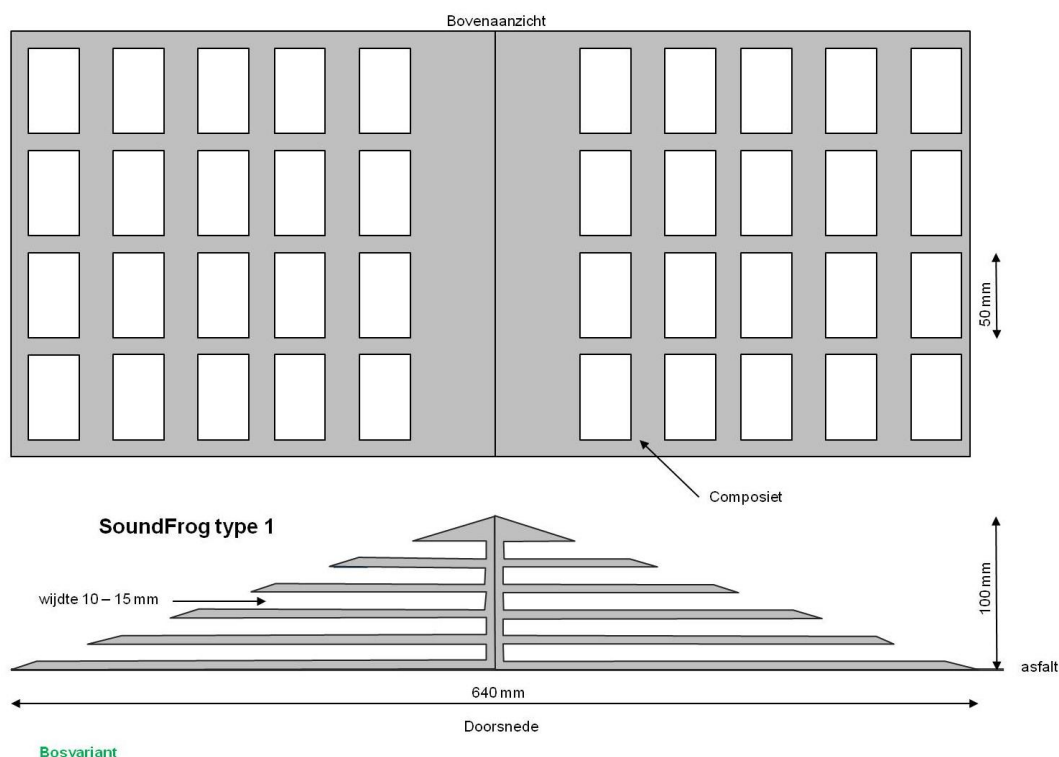 Bovenaanzicht
50 mm
Composiet
SoundFrog type 1
wijdte 10 – 15 mm
100 mm
asfalt
640 mm
Doorsnede
Bosvariant